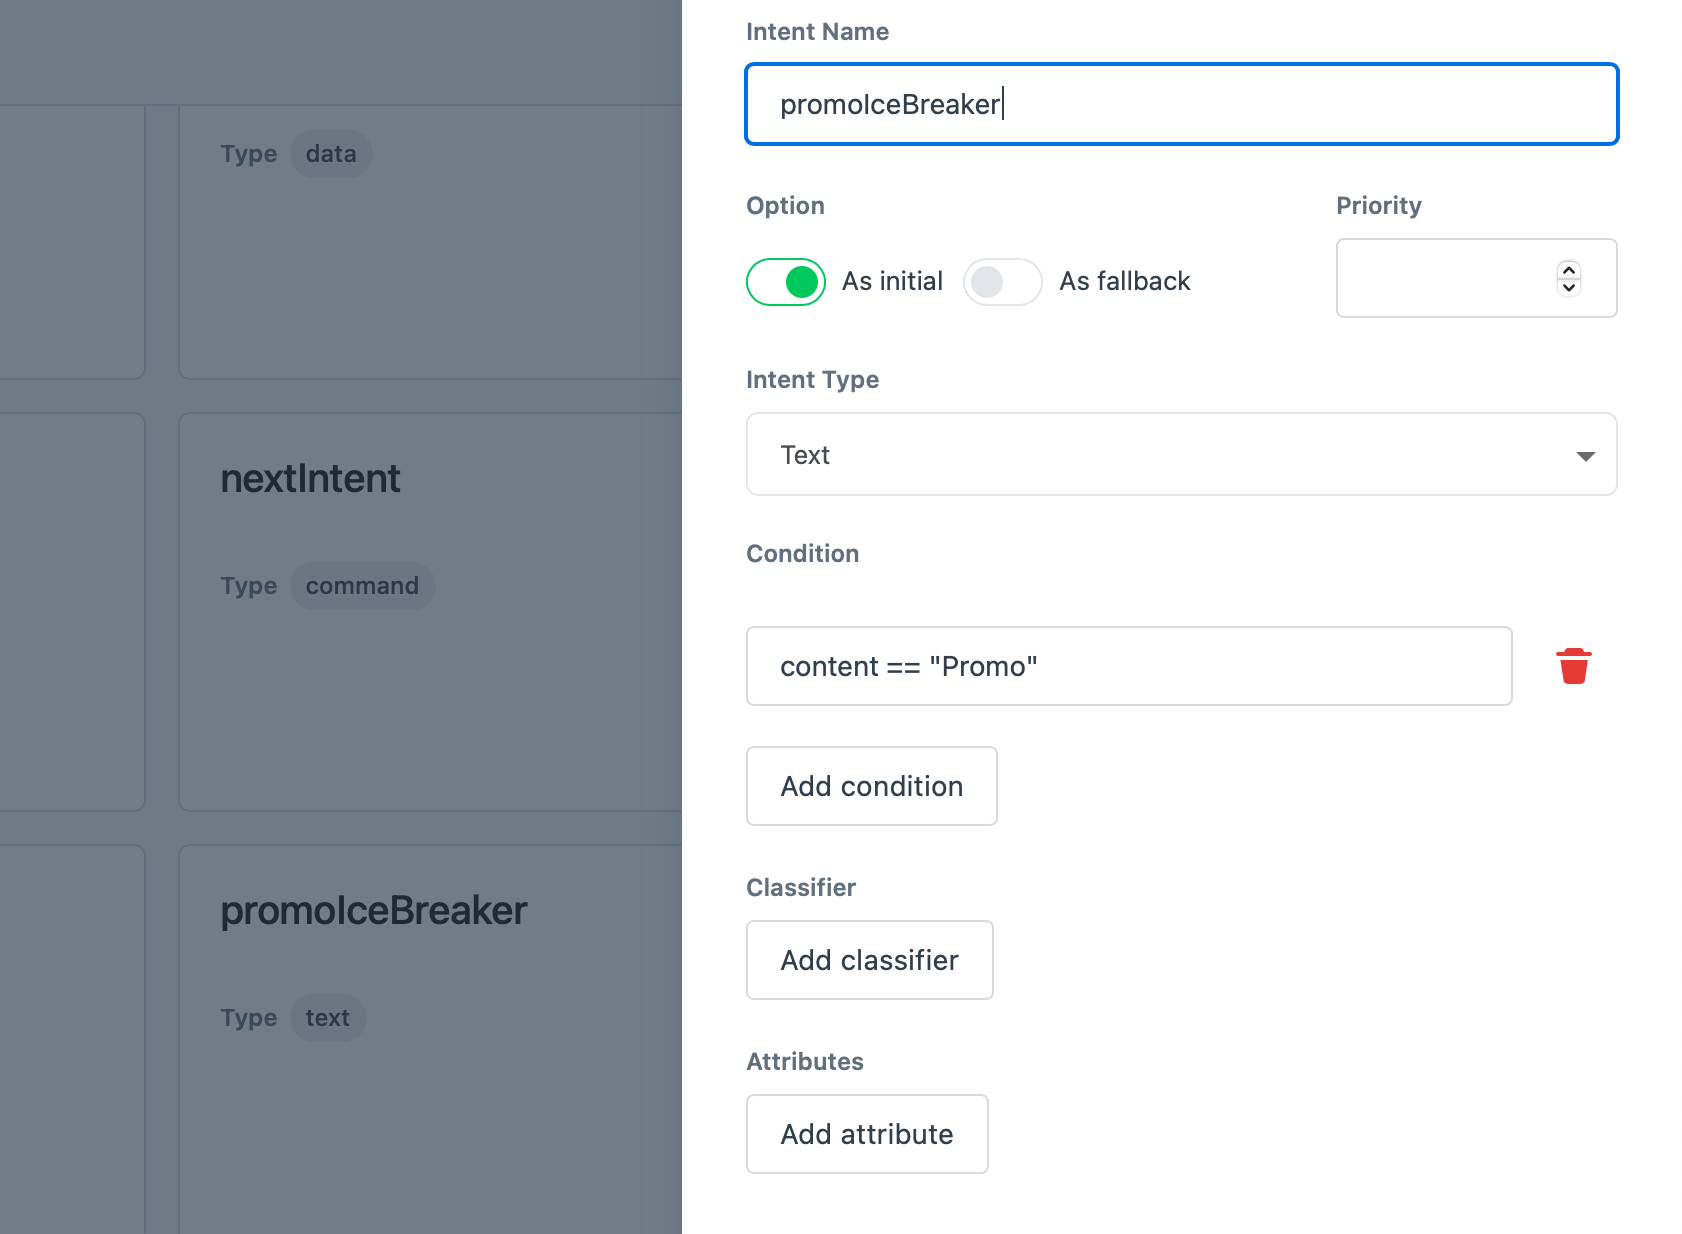 Type data
nextIntent
Type command
promoIceBreaker
Type text
Intent Name
promoIceBreaker
Option
Priority
As initial
As fallback
Intent Type
Text
Condition
content == "Promo"
Add condition
Classifier
Add classifier
Attributes
Add attribute